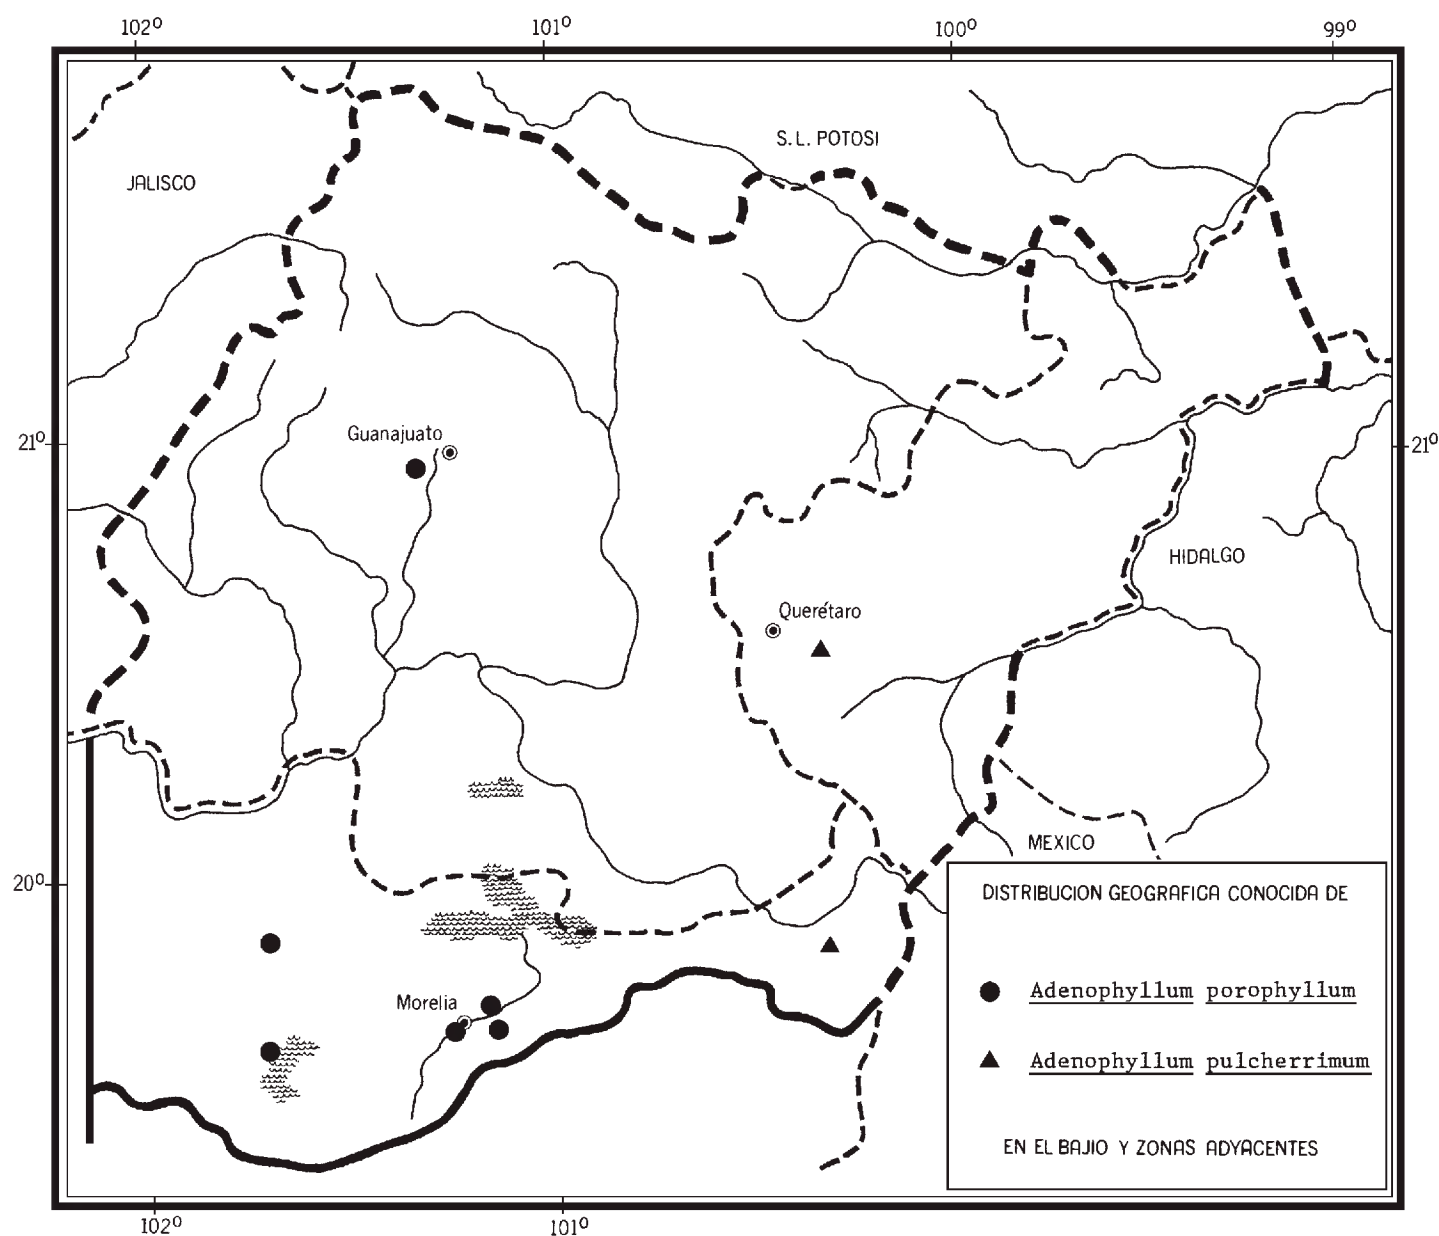 102º 101º 100º 99º
S.L. POTOSI
JALISCO
Guanajuato
21º 21º
HIDALGO
Querétaro
MEXICO
20º
DISTRIBUCION GEOGRAFICA CONOCIDA DE
Adenophyllum porophyllum
Morelia
Adenophyllum pulcherrimum
EN EL BAJIO Y ZONAS ADYACENTES
102º 101º